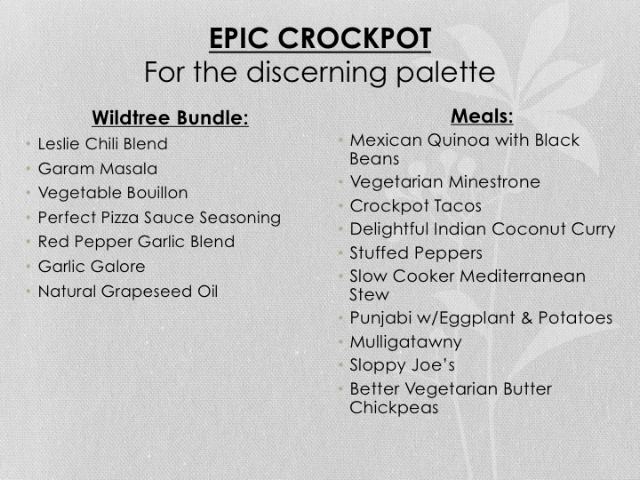 EPIC CROCKPOT
For the discerning palette
Wildtree Bundle:
• Leslie Chili Blend
• Garam Masala
• Vegetable Bouillon
• Perfect Pizza Sauce Seasoning
• Red Pepper Garlic Blend
• Garlic Galore
• Natural Grapeseed Oil
Meals:
• Mexican Quinoa with Black
Beans
• Vegetarian Minestrone
• Crockpot Tacos
• Delightful Indian Coconut Curry
• Stuffed Peppers
• Slow Cooker Mediterranean
Stew
• Punjabi w/Eggplant & Potatoes
• Mulligatawny
• Sloppy Joe’s
• Better Vegetarian Butter
Chickpeas